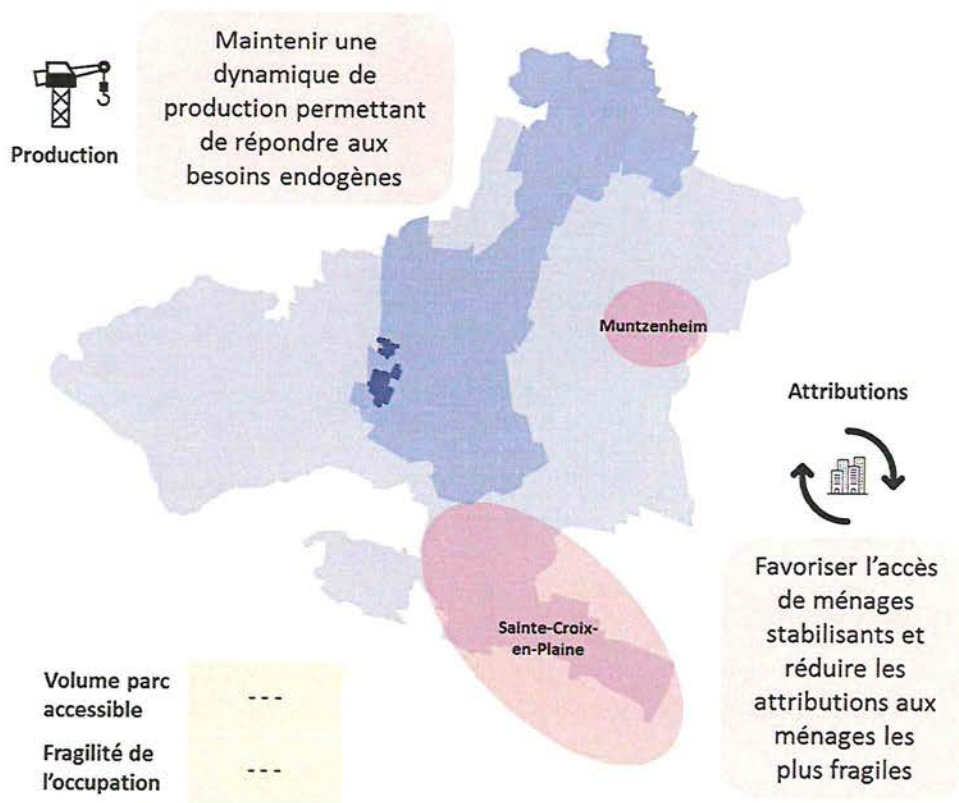 Production
Maintenir une
dynamique de
production permettant
de répondre aux
besoins endogènes
Muntzenheim
Attributions
Favoriser l'accès
de ménages
stabilisants et
réduire les
attributions aux
ménages les
plus fragiles
Sainte-Croix-
en-Plaine
Volume parc
accessible
---
Fragilité de
l'occupation
---